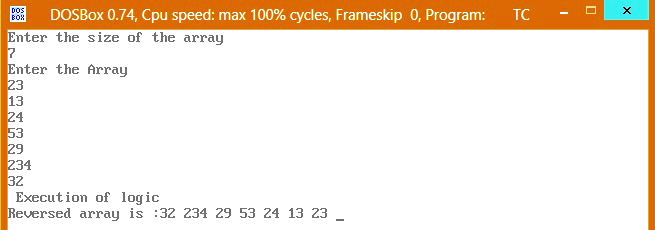 DOS BOX
DOSBox 0.74, Cpu speed: max 100% cycles, Frameskip 0, Program: TC
Enter the size of the array
7
Enter the Array
23
13
24
53
29
234
32
Execution of logic
Reversed array is :32 234 29 53 24 13 23 _